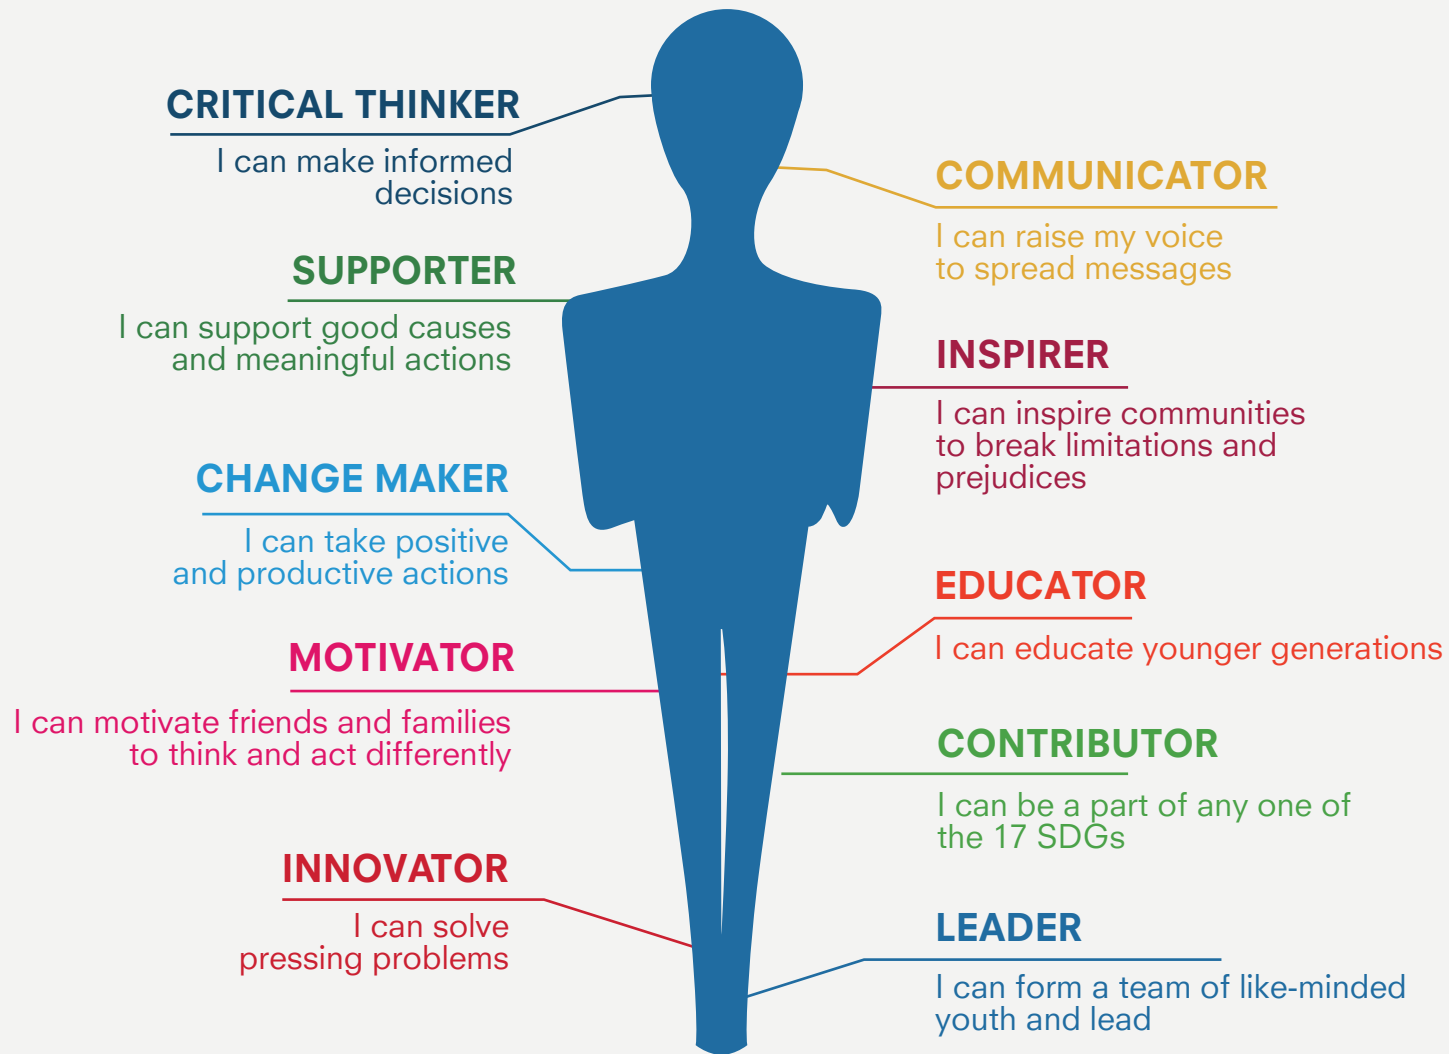 CRITICAL THINKER
I can make informed
decisions
SUPPORTER
I can support good causes
and meaningful actions
CHANGE MAKER
I can take positive
and productive actions
MOTIVATOR
I can motivate friends and families
to think and act differently
INNOVATOR
I can solve
pressing problems
COMMUNICATOR
I can raise my voice
to spread messages
INSPIRER
I can inspire communities
to break limitations and
prejudices
EDUCATOR
I can educate younger generations
CONTRIBUTOR
I can be a part of any one of
the 17 SDGs
LEADER
I can form a team of like-minded
youth and lead